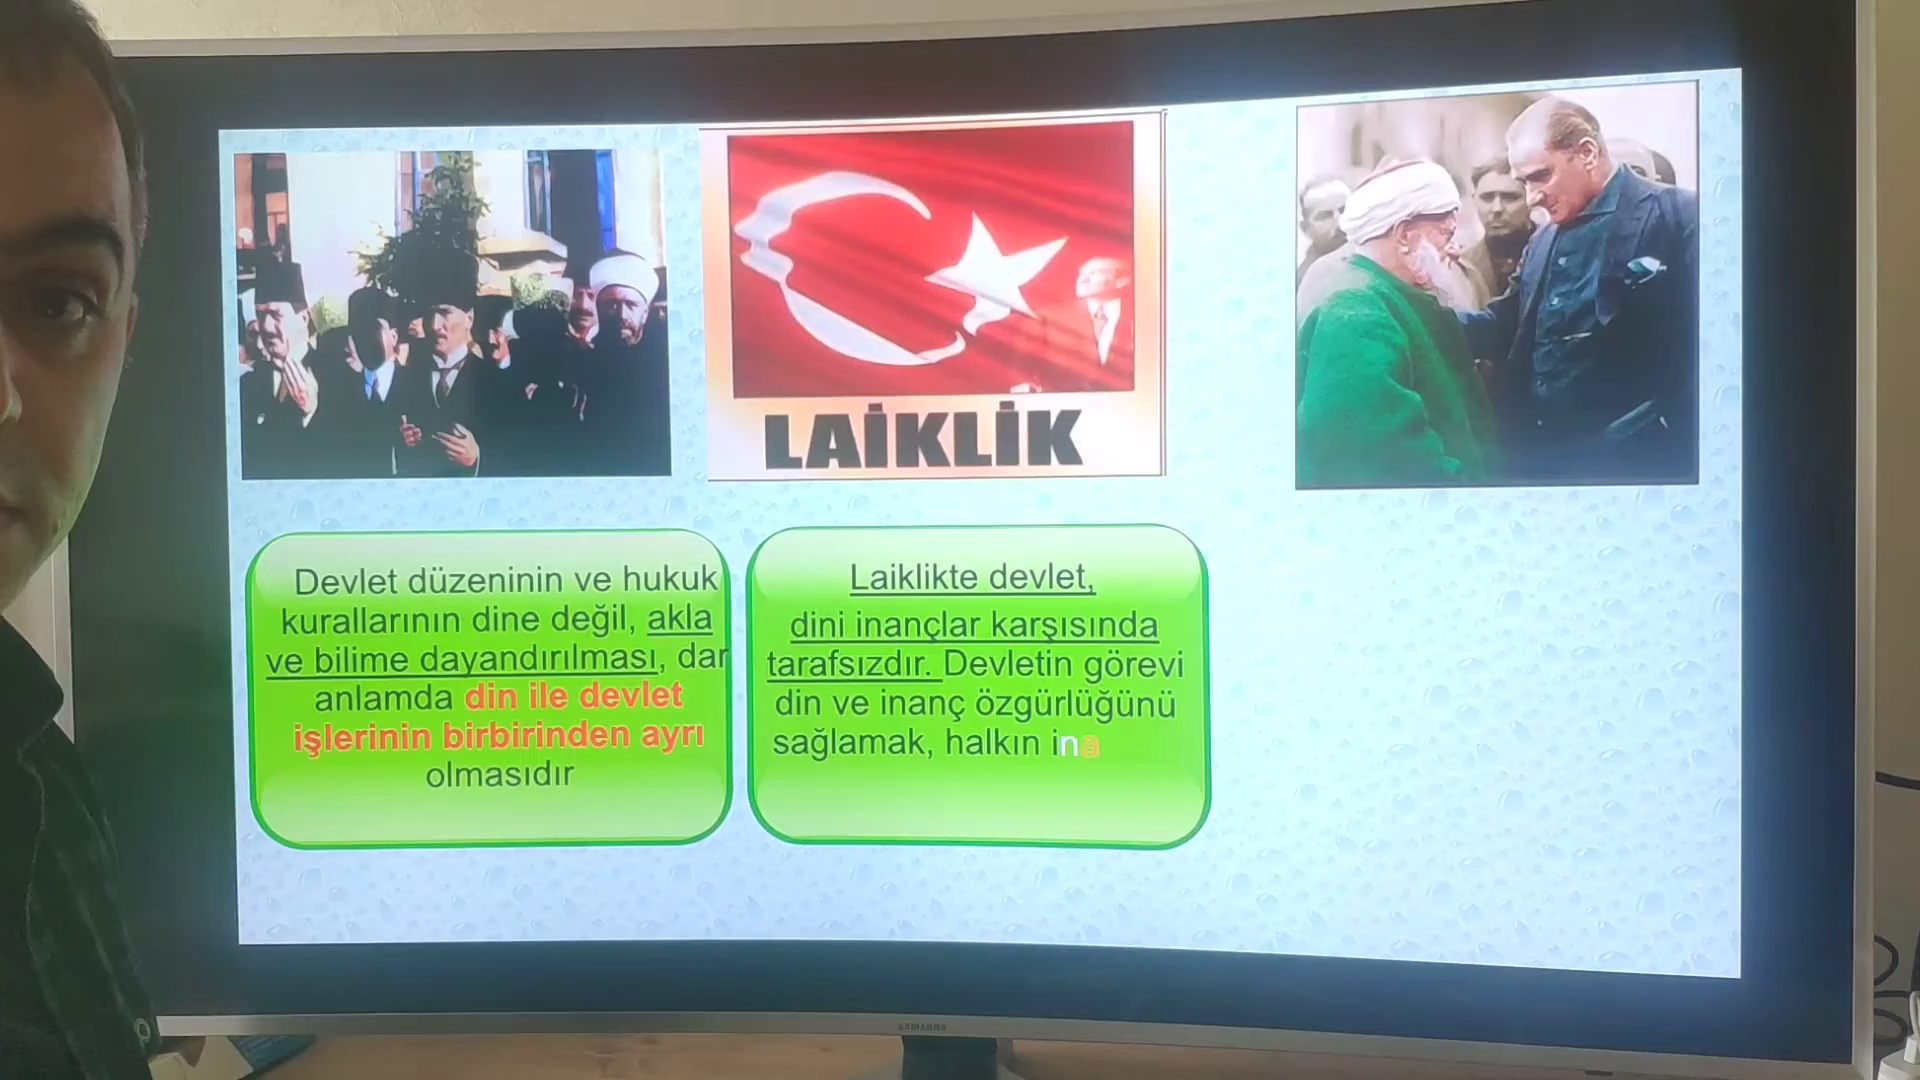 LAİKLİK
Devlet düzeninin ve hukuk
kurallarının dine değil, akla
ve bilime dayandırılması, dar
anlamda din ile devlet
işlerinin birbirinden ayrı
olmasıdır
Laiklikte devlet,
dini inançlar karşısında
tarafsızdır. Devletin görevi
din ve inanç özgürlüğünü
sağlamak, halkın ina
SAMSUNG